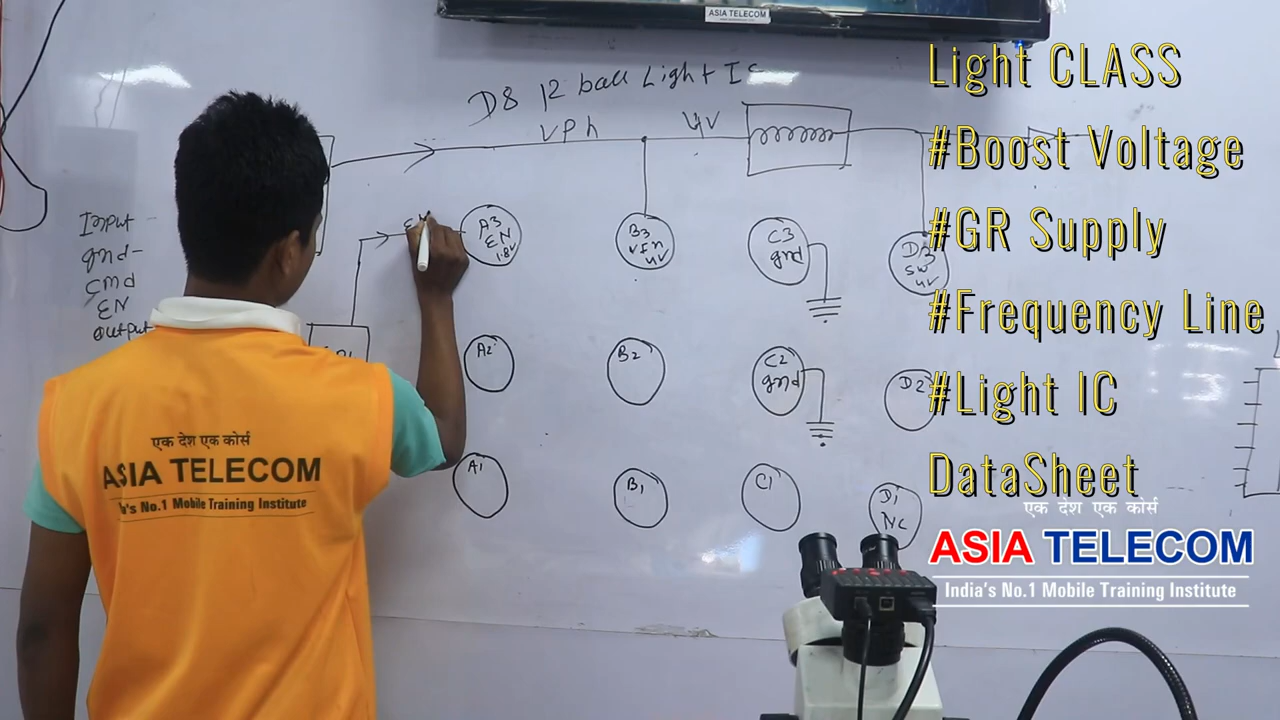 ASIA TELECOM
D8 12 ball Light Ic
VPh
4V
Input -
gnd -
cmd
EN
output
A3
EN
1.8V
B3
VIn
4V
C3
gnd
D3
SW
4V
A2
B2
C2
gnd
D2
A1
B1
C1
D1
NC
एक देश एक कोर्स
ASIA TELECOM
India's No.1 Mobile Training Institute
Light CLASS
#Boost Voltage
#GR Supply
#Frequency Line
#Light IC
DataSheet
एक देश एक कोर्स
ASIA TELECOM
India's No.1 Mobile Training Institute